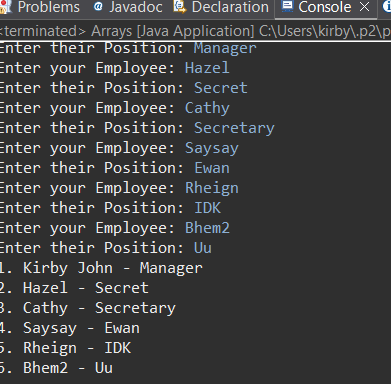 Problems @ Javadoc Declaration Console ×
<terminated> Arrays [Java Application] C:\Users\kirby\.p2\p
Enter their Position: Manager
Enter your Employee: Hazel
Enter their Position: Secret
Enter your Employee: Cathy
Enter their Position: Secretary
Enter your Employee: Saysay
Enter their Position: Ewan
Enter your Employee: Rheign
Enter their Position: IDK
Enter your Employee: Bhem2
Enter their Position: Uu
1. Kirby John - Manager
2. Hazel - Secret
3. Cathy - Secretary
4. Saysay - Ewan
5. Rheign - IDK
6. Bhem2 - Uu